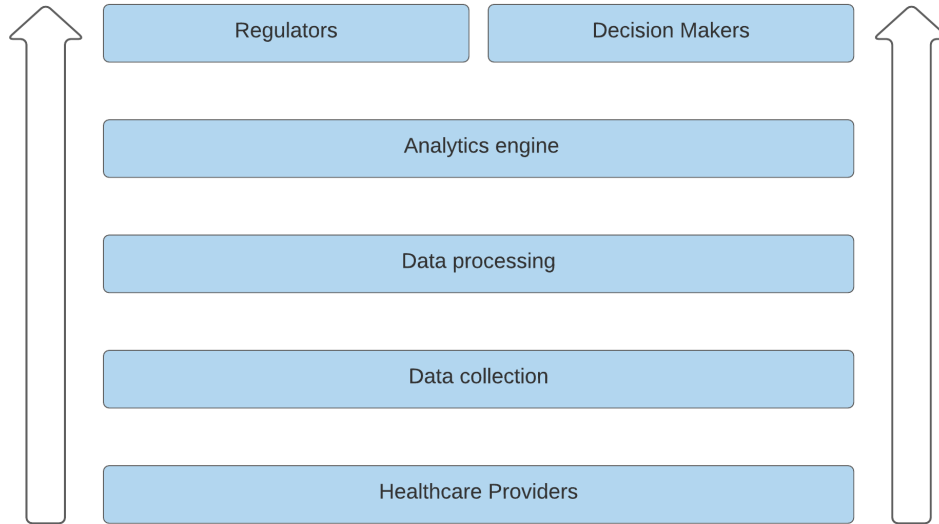 Regulators
Decision Makers
Analytics engine
Data processing
Data collection
Healthcare Providers